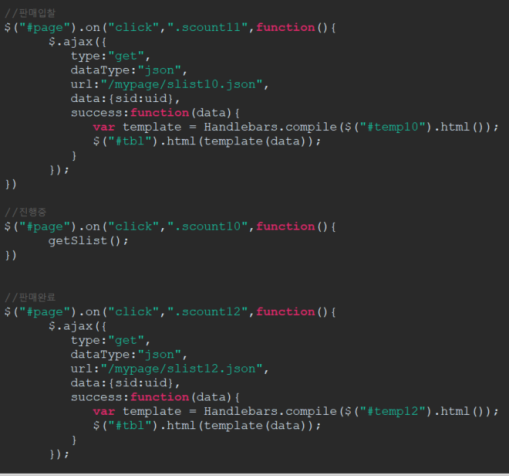 //판매입찰
$("#page").on("click",".scount11",function(){
$.ajax({
type:"get",
dataType:"json",
url:"/mypage/slist10.json",
data:{sid:uid},
success:function(data){
var template = Handlebars.compile($("#temp10").html());
$("#tbl").html(template(data));
}
});
})
//진행중
$("#page").on("click",".scount10",function(){
getSlist();
})
//판매완료
$("#page").on("click",".scount12",function(){
$.ajax({
type:"get",
dataType:"json",
url:"/mypage/slist12.json",
data:{sid:uid},
success:function(data){
var template = Handlebars.compile($("#temp12").html());
$("#tbl").html(template(data));
}
});